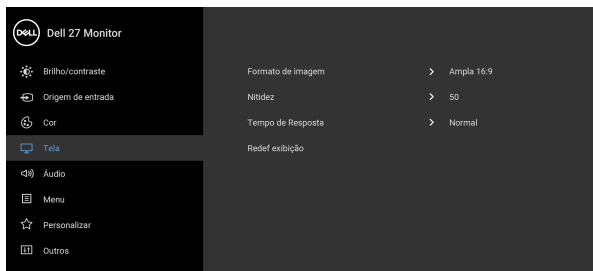 DELL Dell 27 Monitor
Brilho/contraste
Origem de entrada
Cor
Tela
Áudio
Menu
Personalizar
Outros
Formato de imagem > Ampla 16:9
Nitidez > 50
Tempo de Resposta > Normal
Redef exibição